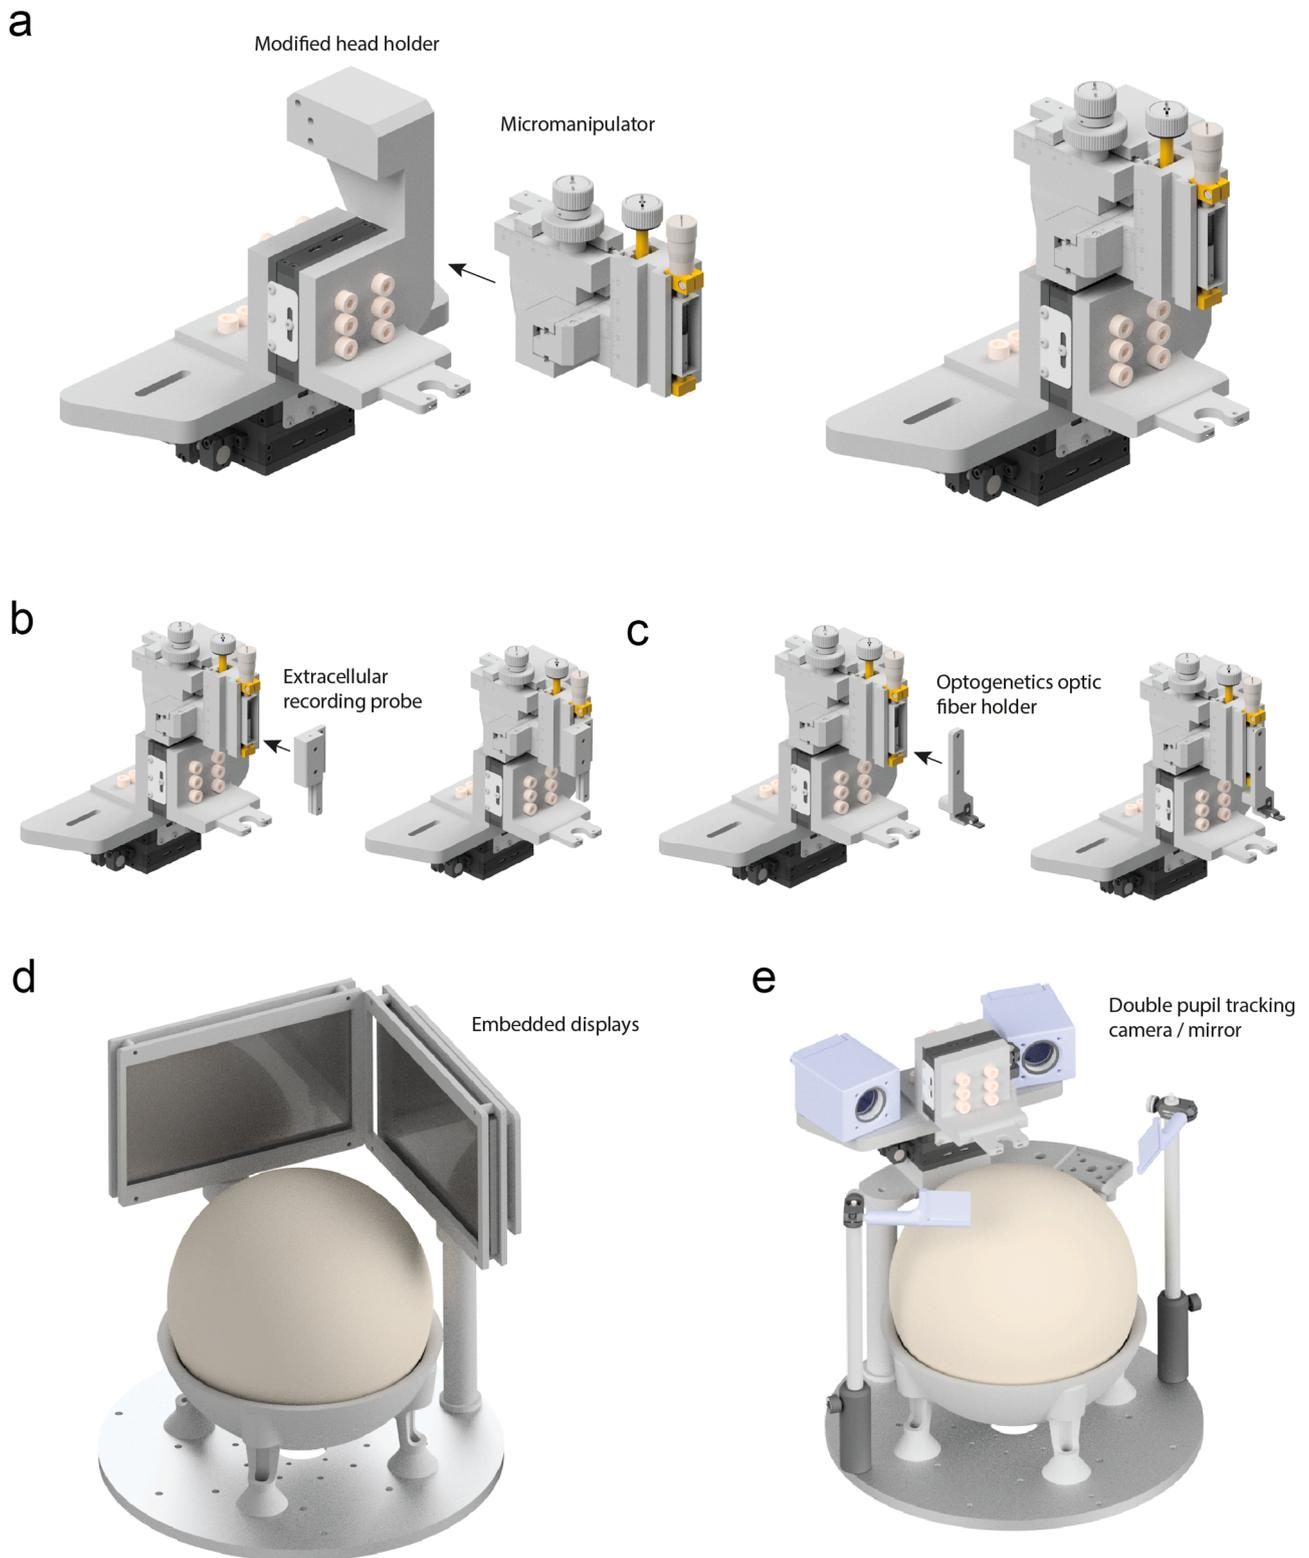 a
Modified head holder
Micromanipulator
b
Extracellular
recording probe
c
Optogenetics optic
fiber holder
d
Embedded displays
e
Double pupil tracking
camera / mirror